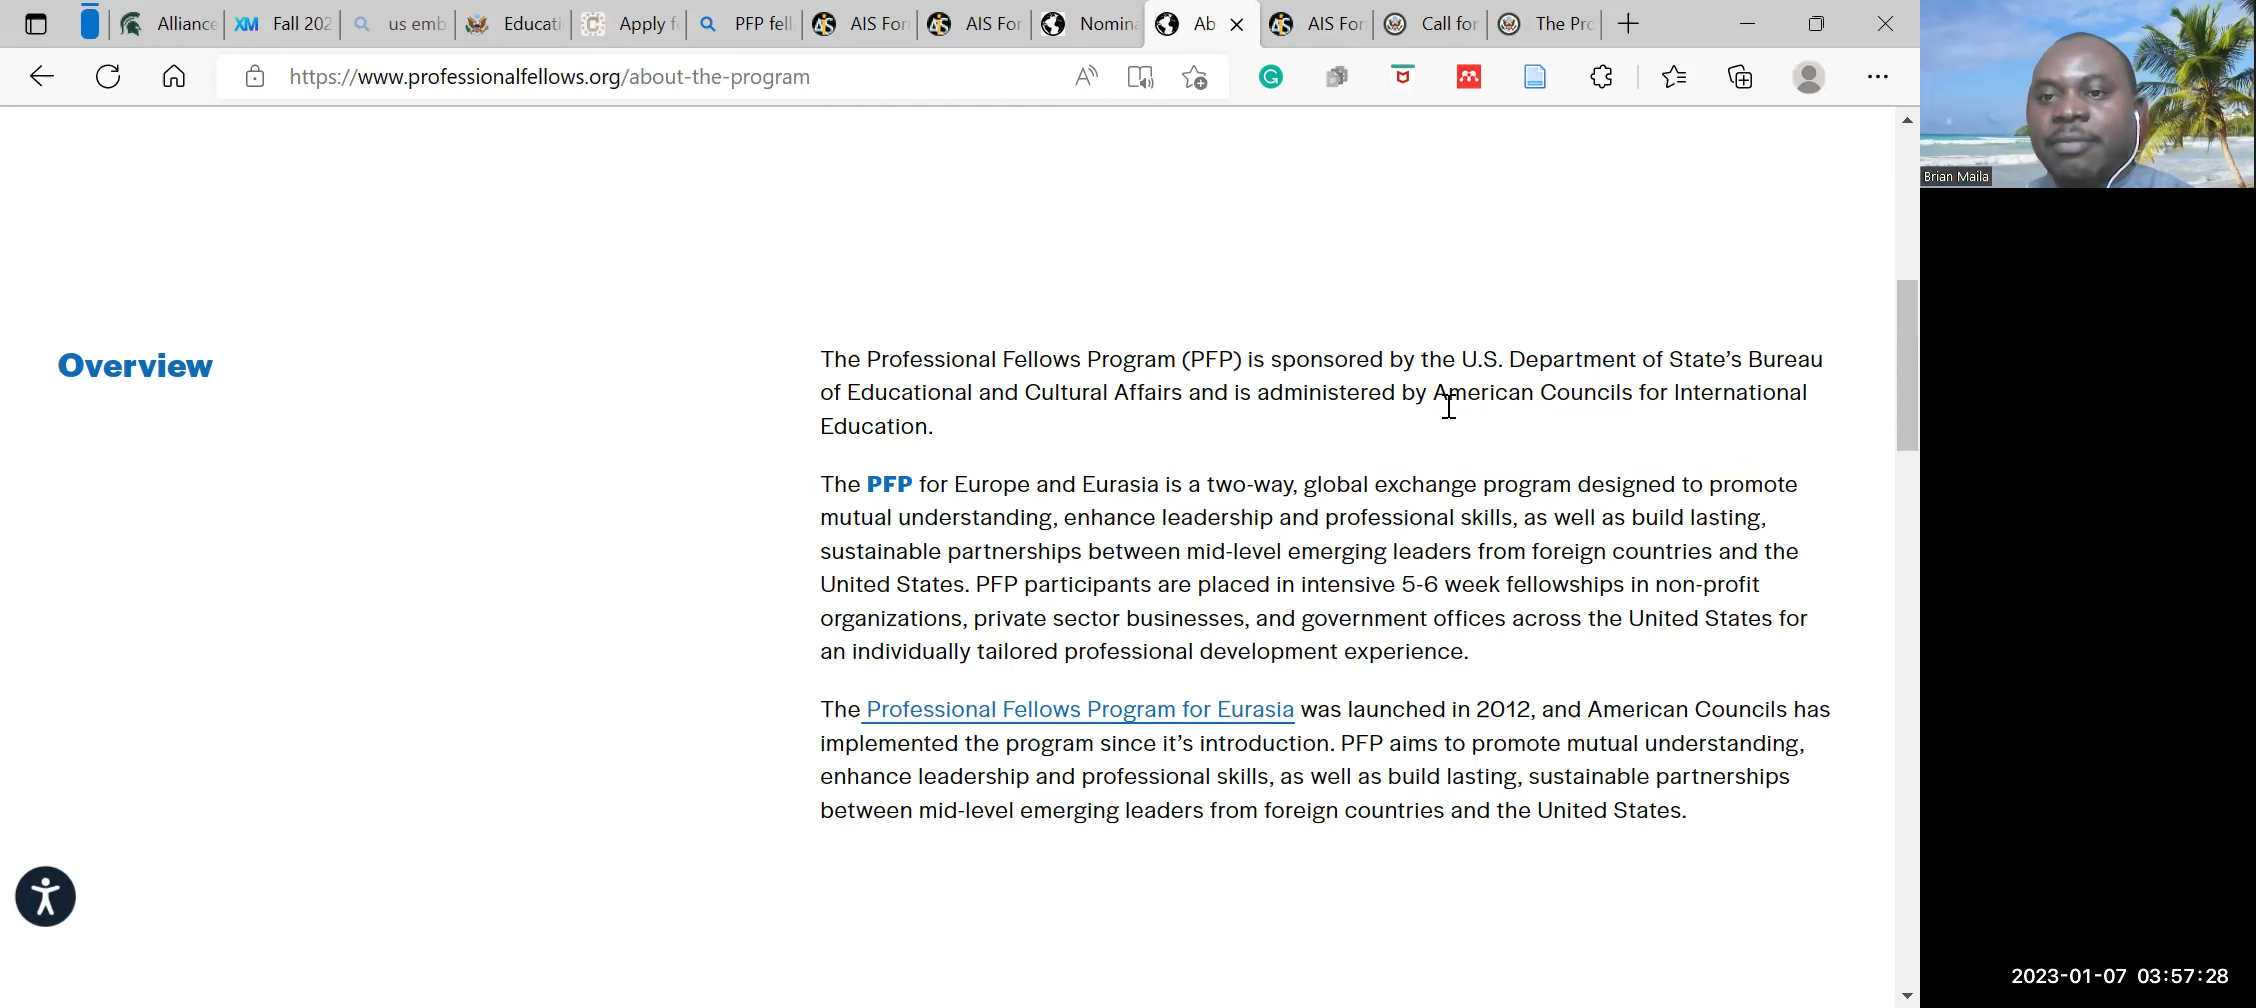 Alliance
Fall 202
us emb
Educati
Apply f
PFP fell
AIS For
AIS For
Nomina
Ab
AIS For
Call for
The Pro
https://www.professionalfellows.org/about-the-program
Brian Maila
Overview
The Professional Fellows Program (PFP) is sponsored by the U.S. Department of State’s Bureau
of Educational and Cultural Affairs and is administered by American Councils for International
Education.
The PFP for Europe and Eurasia is a two-way, global exchange program designed to promote
mutual understanding, enhance leadership and professional skills, as well as build lasting,
sustainable partnerships between mid-level emerging leaders from foreign countries and the
United States. PFP participants are placed in intensive 5-6 week fellowships in non-profit
organizations, private sector businesses, and government offices across the United States for
an individually tailored professional development experience.
The Professional Fellows Program for Eurasia was launched in 2012, and American Councils has
implemented the program since it’s introduction. PFP aims to promote mutual understanding,
enhance leadership and professional skills, as well as build lasting, sustainable partnerships
between mid-level emerging leaders from foreign countries and the United States.
2023-01-07 03:57:28